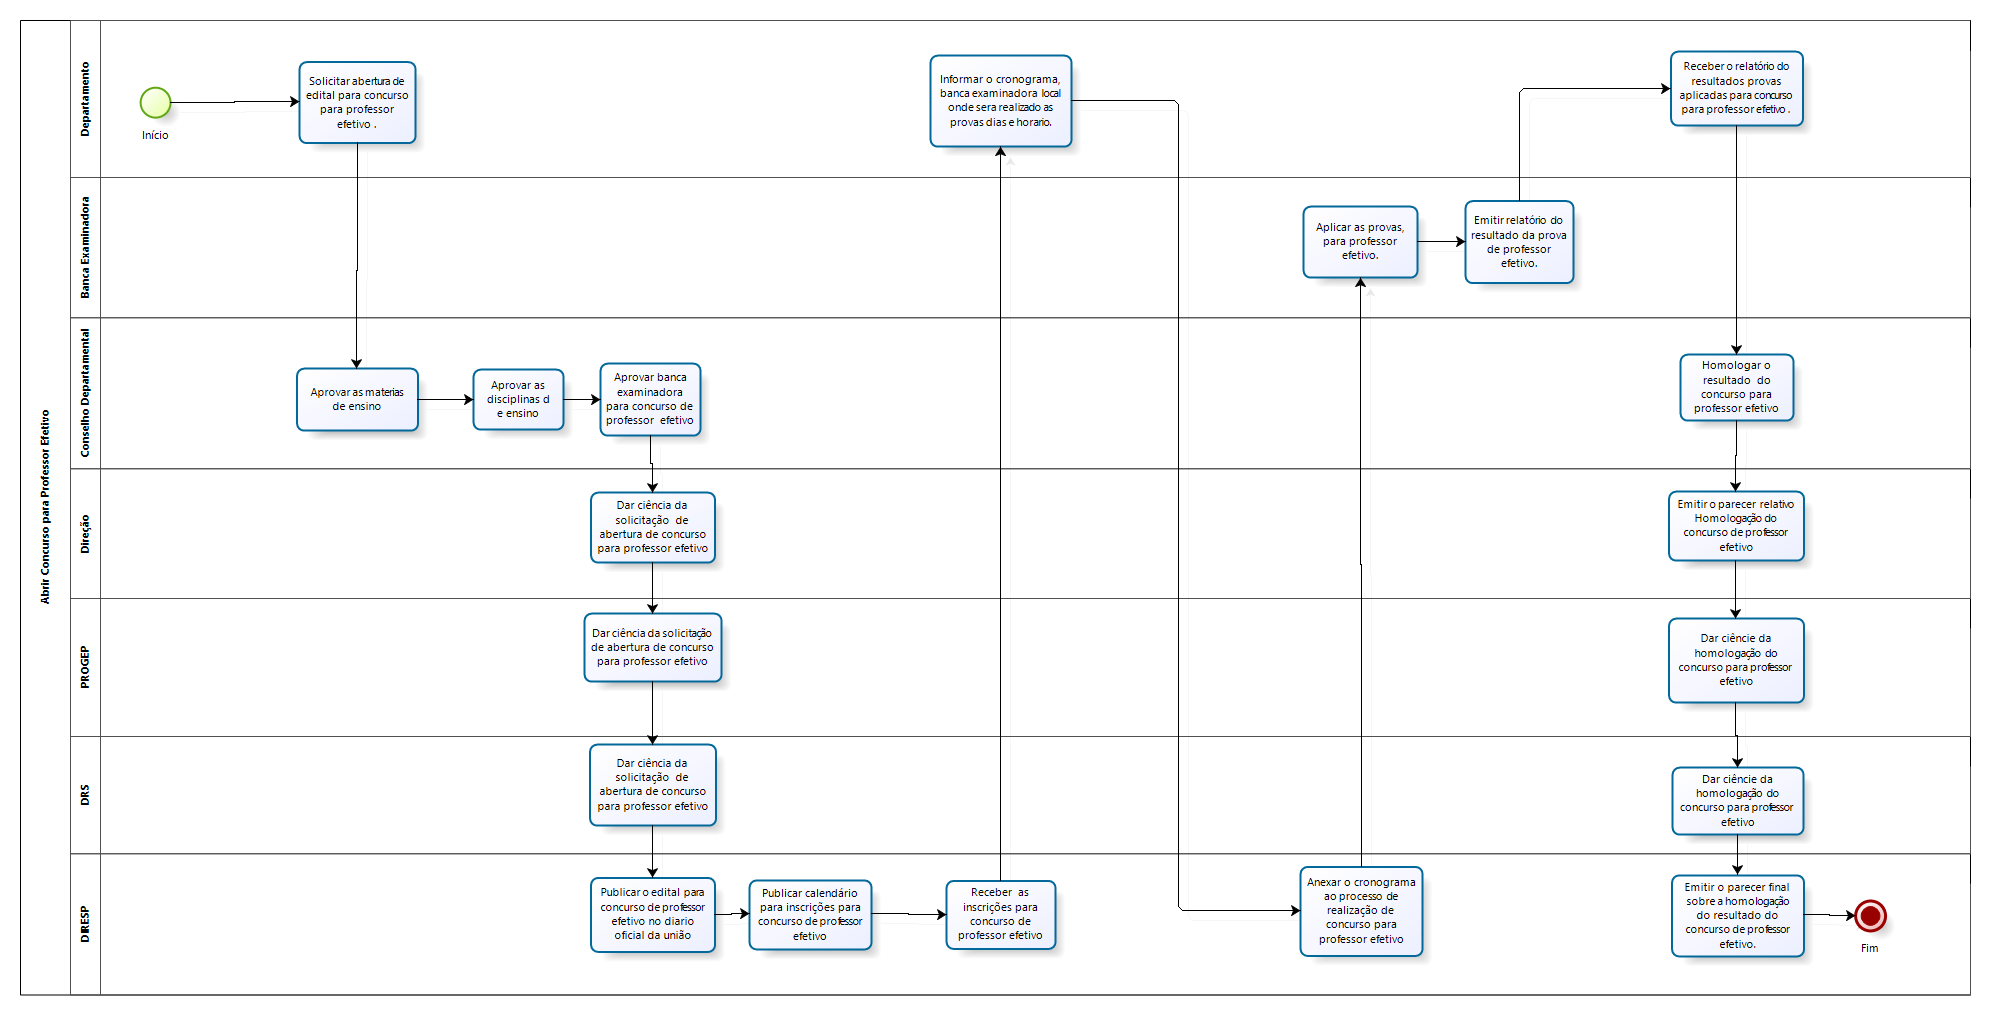 Abrir Concurso para Professor Efetivo
Departamento
Início
Solicitar abertura de
edital para concurso
para professor
efetivo .
Informar o cronograma,
banca examinadora local
onde sera realizado as
provas dias e horario.
Receber o relatório do
resultados provas
aplicadas para concurso
para professor efetivo .
Banca Examinadora
Aplicar as provas,
para professor
efetivo.
Emitir relatório do
resultado da prova
de professor
efetivo.
Conselho Departamental
Aprovar as materias
de ensino
Aprovar as
disciplinas d
e ensino
Aprovar banca
examinadora
para concurso de
professor efetivo
Homologar o
resultado do
concurso para
professor efetivo
Direção
Dar ciência da
solicitação de
abertura de concurso
para professor efetivo
Emitir o parecer relativo
Homologação do
concurso de professor
efetivo
PROGEP
Dar ciência da solicitação
de abertura de concurso
para professor efetivo
Dar ciêncie da
homologação do
concurso para professor
efetivo
DRS
Dar ciência da
solicitação de
abertura de concurso
para professor efetivo
Dar ciêncie da
homologação do
concurso para professor
efetivo
DIRESP
Publicar o edital para
concurso de professor
efetivo no diario
oficial da união
Publicar calendário
para inscrições para
concurso de professor
efetivo
Receber as
inscrições para
concurso de
professor efetivo
Anexar o cronograma
ao processo de
realização de
concurso para
professor efetivo
Emitir o parecer final
sobre a homologação
do resultado do
concurso de professor
efetivo.
Fim